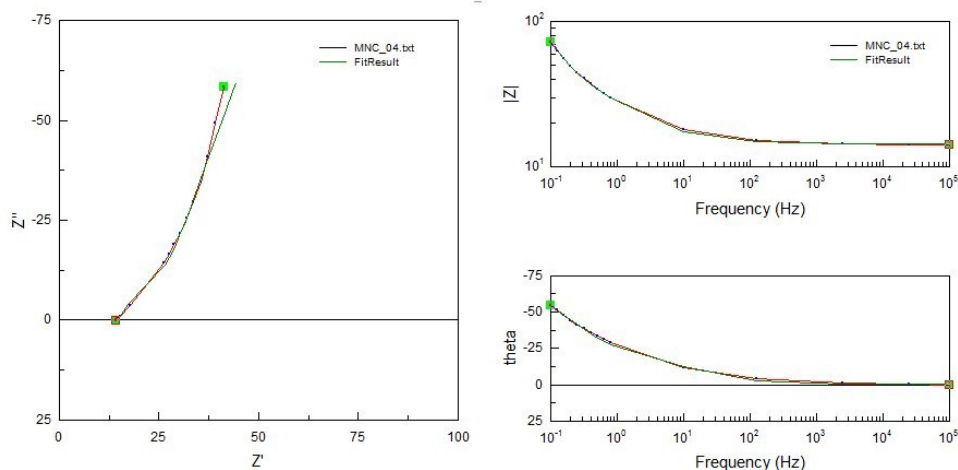 -75
-50
-25
0
25
Z''
0
25
50
75
100
Z'
MNC_04.txt
FitResult
10²
10¹
|Z|
MNC_04.txt
FitResult
10⁻¹ 10⁰ 10¹ 10² 10³ 10⁴ 10⁵
Frequency (Hz)
-75
-50
-25
0
25
theta
10⁻¹ 10⁰ 10¹ 10² 10³ 10⁴ 10⁵
Frequency (Hz)